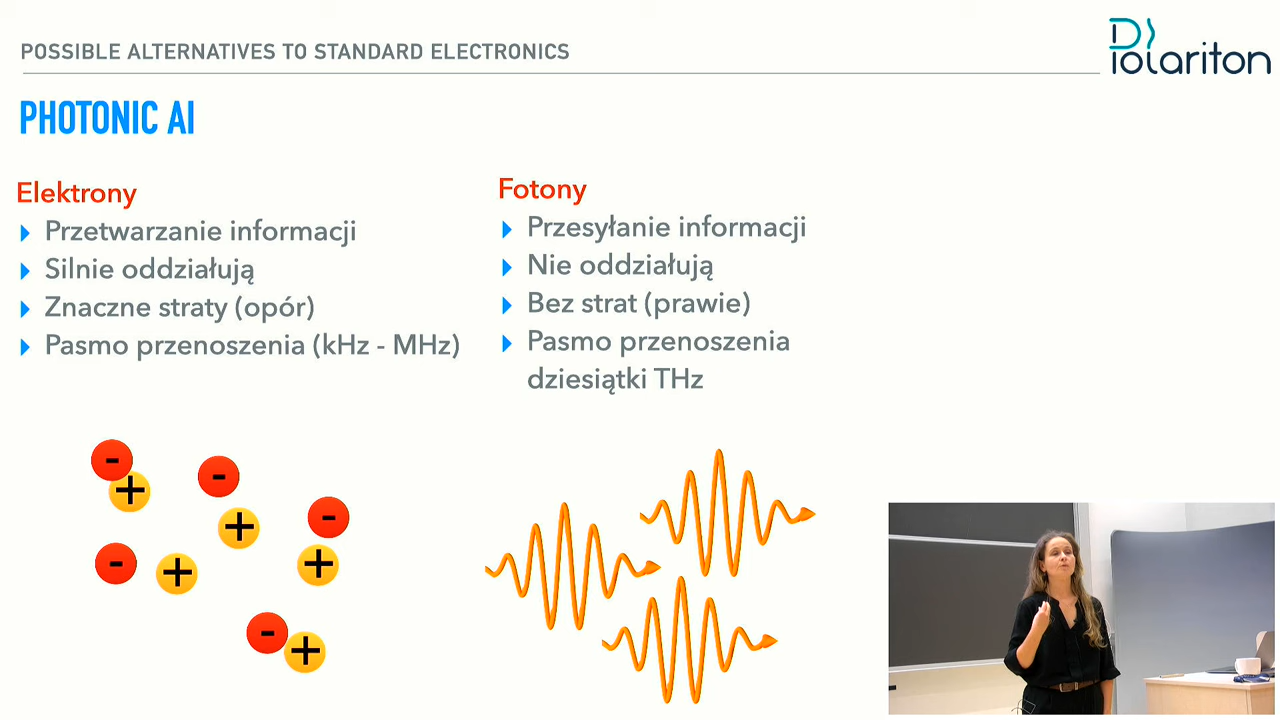 POSSIBLE ALTERNATIVES TO STANDARD ELECTRONICS
Polariton
PHOTONIC AI
Elektrony
Przetwarzanie informacji
Silnie oddziałują
Znaczne straty (opór)
Pasmo przenoszenia (kHz - MHz)
Fotony
Przesyłanie informacji
Nie oddziałują
Bez strat (prawie)
Pasmo przenoszenia
dziesiątki THz
- + - + - + - + - +